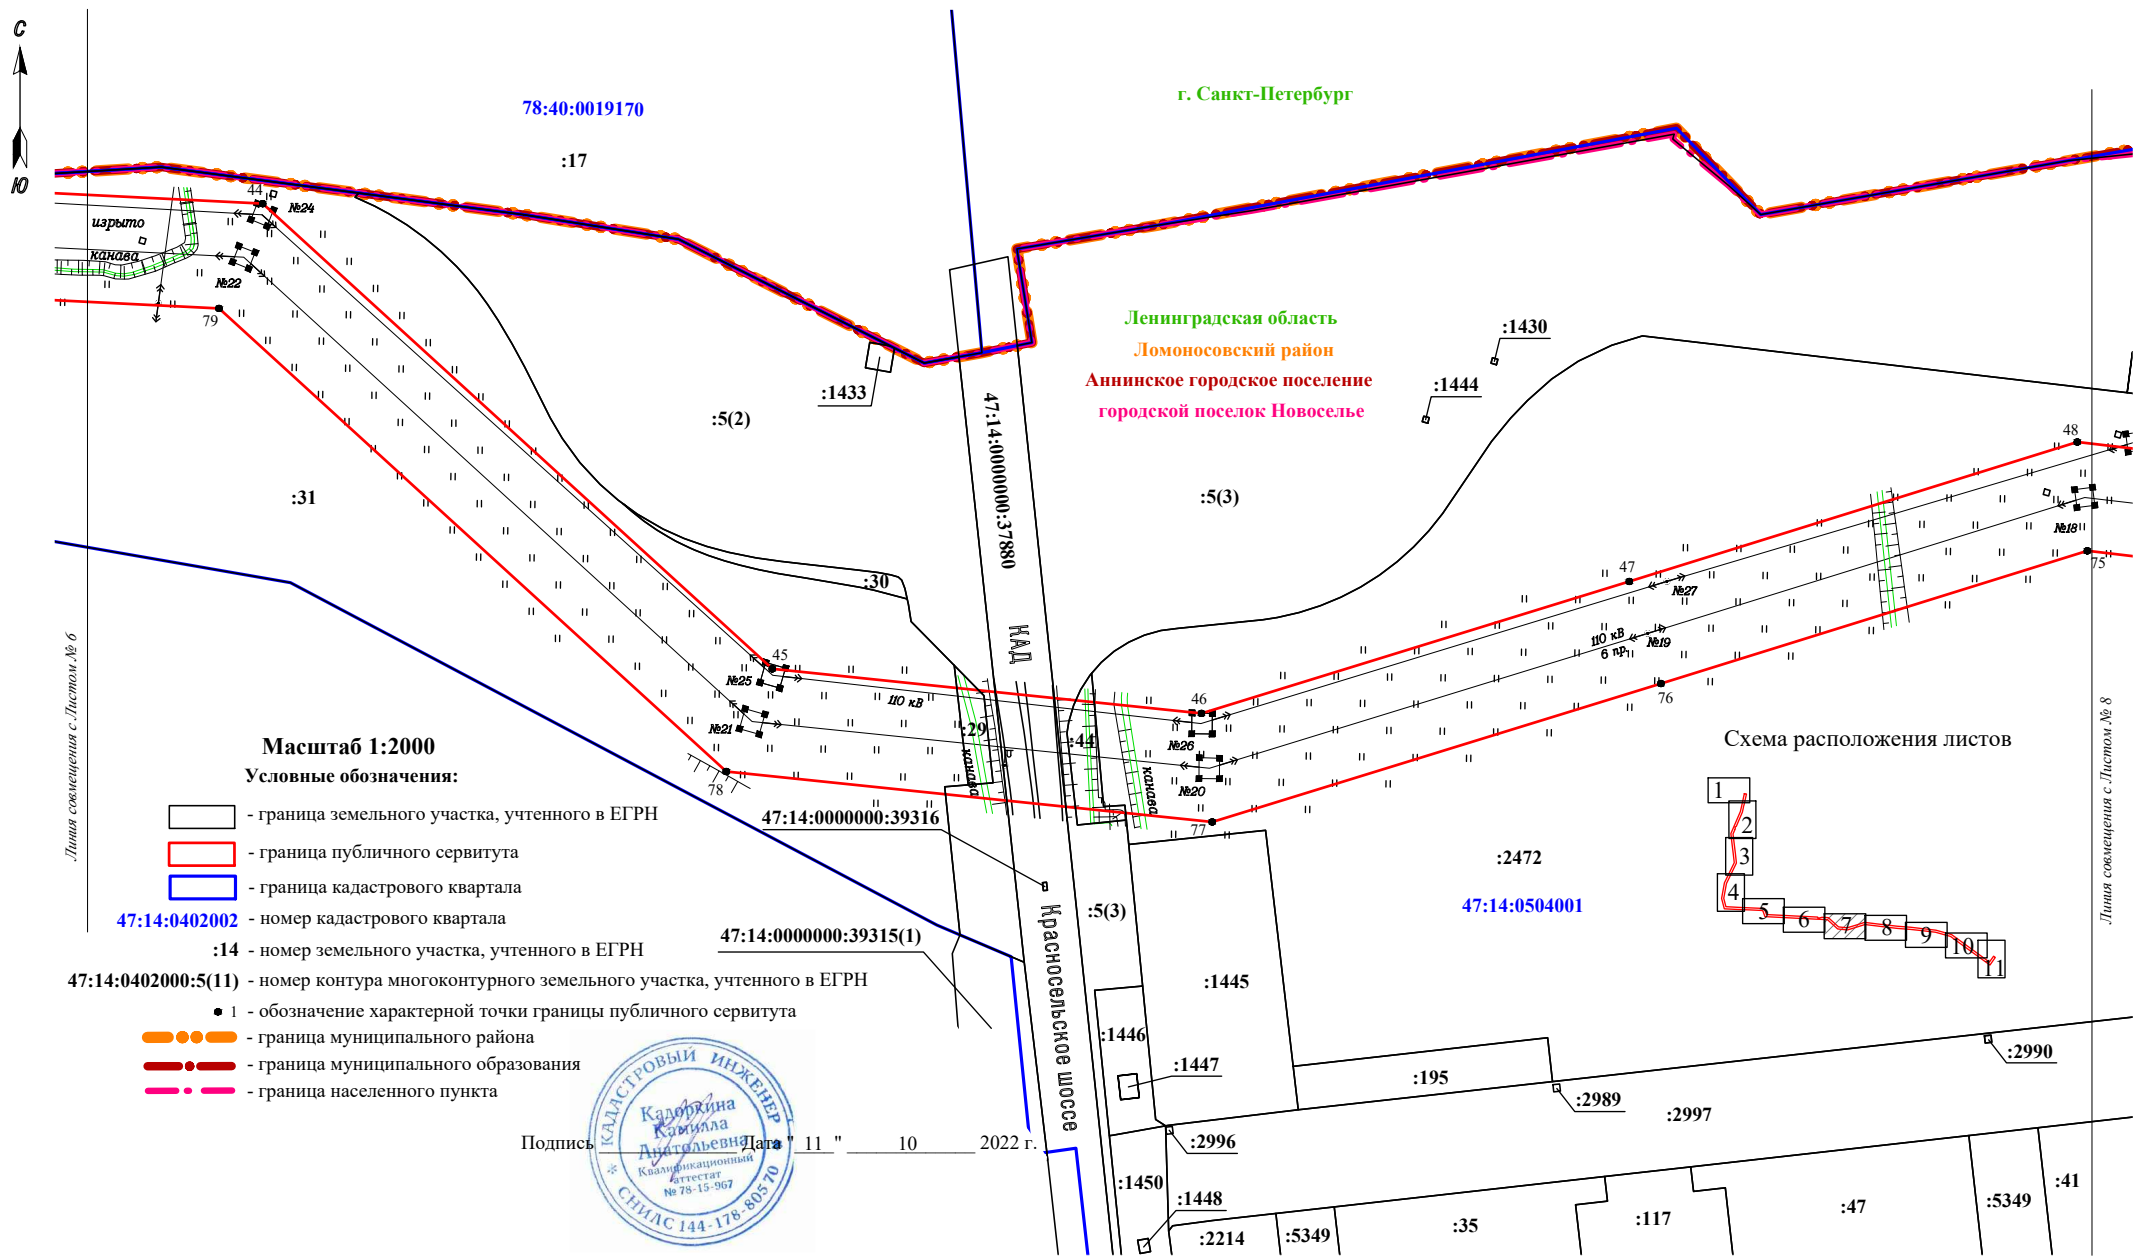 С
Ю
78:40:0019170
:17
г. Санкт-Петербург
44
№24
изрыто
канава
№22
79
Ленинградская область
Ломоносовский район
Аннинское городское поселение
городской поселок Новоселье
:1430
:1444
:1433
:5(2)
47:14:0000000:37880
:5(3)
:31
48
№18
75
:30
47
№27
110 кВ
6 пр.
№19
76
КАД
45
№25
110 кВ
№21
:29
канава
:44
канава
46
№26
№20
77
78
Линия совмещения с Листом № 6
Линия совмещения с Листом № 8
Масштаб 1:2000
Условные обозначения:
- граница земельного участка, учтенного в ЕГРН
- граница публичного сервитута
- граница кадастрового квартала
47:14:0402002 - номер кадастрового квартала
:14 - номер земельного участка, учтенного в ЕГРН
47:14:0402000:5(11) - номер контура многоконтурного земельного участка, учтенного в ЕГРН
1 - обозначение характерной точки границы публичного сервитута
- граница муниципального района
- граница муниципального образования
- граница населенного пункта
47:14:0000000:39316
47:14:0000000:39315(1)
Красносельское шоссе
:5(3)
:2472
47:14:0504001
Схема расположения листов
1
2
3
4
5
6
7
8
9
10
11
:1445
:1446
:1447
:195
:2990
:2989
:2997
:2996
:1450
:1448
:2214
:5349
:35
:117
:47
:5349
:41
Подпись Дата " 11 " 10 2022 г.
КАДАСТРОВЫЙ ИНЖЕНЕР
Кадоркина
Камилла
Анатольевна
Квалификационный
аттестат
№ 78-15-967
СНИЛС 144-178-805 70